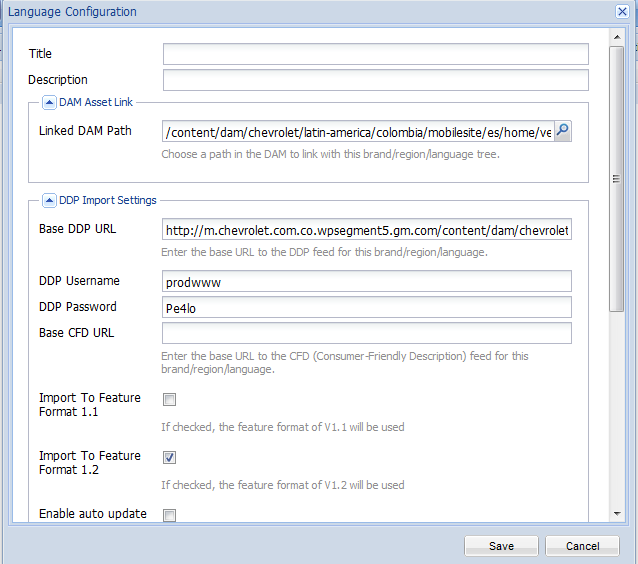 Language Configuration
Title
Description
DAM Asset Link
Linked DAM Path
/content/dam/chevrolet/latin-america/colombia/mobilesite/es/home/ve
Choose a path in the DAM to link with this brand/region/language tree.
DDP Import Settings
Base DDP URL
http://m.chevrolet.com.co.wpsegment5.gm.com/content/dam/chevrolet
Enter the base URL to the DDP feed for this brand/region/language.
DDP Username
prodwww
DDP Password
Pe4lo
Base CFD URL
Enter the base URL to the CFD (Consumer-Friendly Description) feed for this
brand/region/language.
Import To Feature
Format 1.1
If checked, the feature format of V1.1 will be used
Import To Feature
Format 1.2
If checked, the feature format of V1.2 will be used
Enable auto update
Save
Cancel